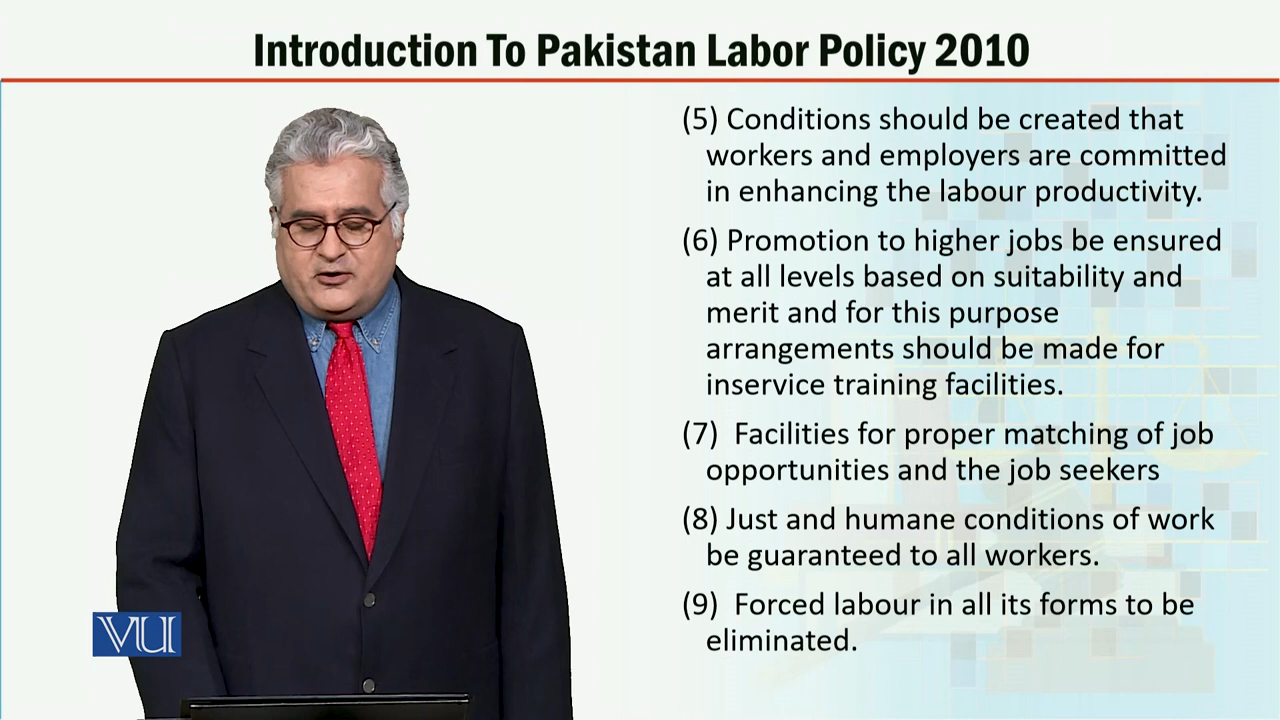 Introduction To Pakistan Labor Policy 2010
(5) Conditions should be created that
workers and employers are committed
in enhancing the labour productivity.
(6) Promotion to higher jobs be ensured
at all levels based on suitability and
merit and for this purpose
arrangements should be made for
inservice training facilities.
(7) Facilities for proper matching of job
opportunities and the job seekers
(8) Just and humane conditions of work
be guaranteed to all workers.
(9) Forced labour in all its forms to be
eliminated.
VU